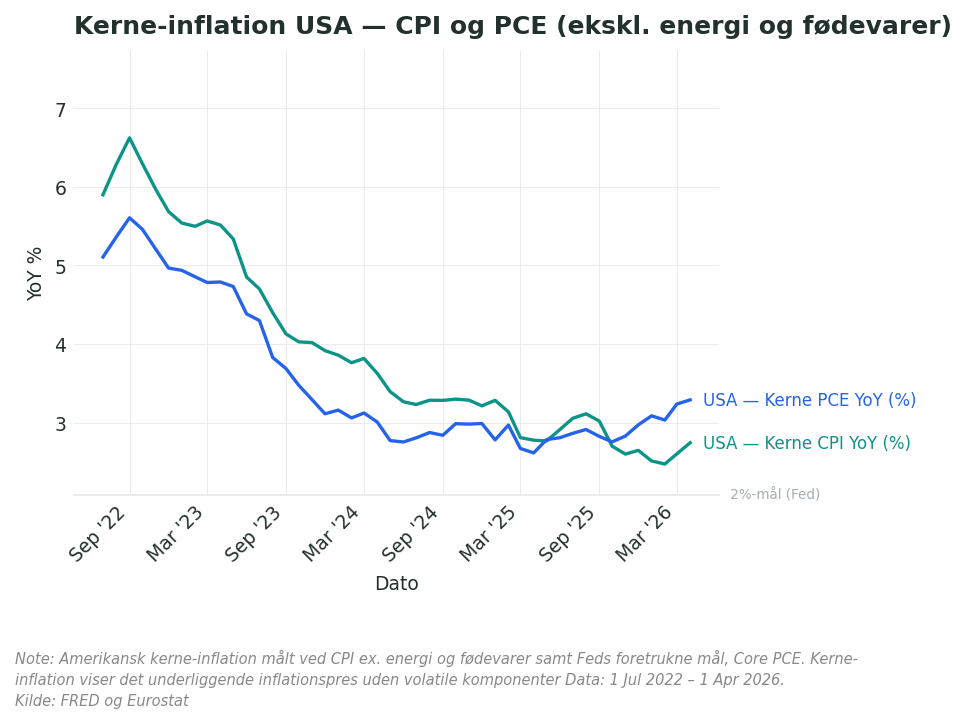 Kerne-inflation USA — CPI og PCE (ekskl. energi og fødevarer)
YoY %
7
6
5
4
3
USA — Kerne PCE YoY (%)
USA — Kerne CPI YoY (%)
2%-mål (Fed)
Sep '22
Mar '23
Sep '23
Mar '24
Sep '24
Mar '25
Sep '25
Mar '26
Dato
Note: Amerikansk kerne-inflation målt ved CPI ex. energi og fødevarer samt Feds foretrukne mål, Core PCE. Kerne-
inflation viser det underliggende inflationspres uden volatile komponenter Data: 1 Jul 2022 – 1 Apr 2026.
Kilde: FRED og Eurostat